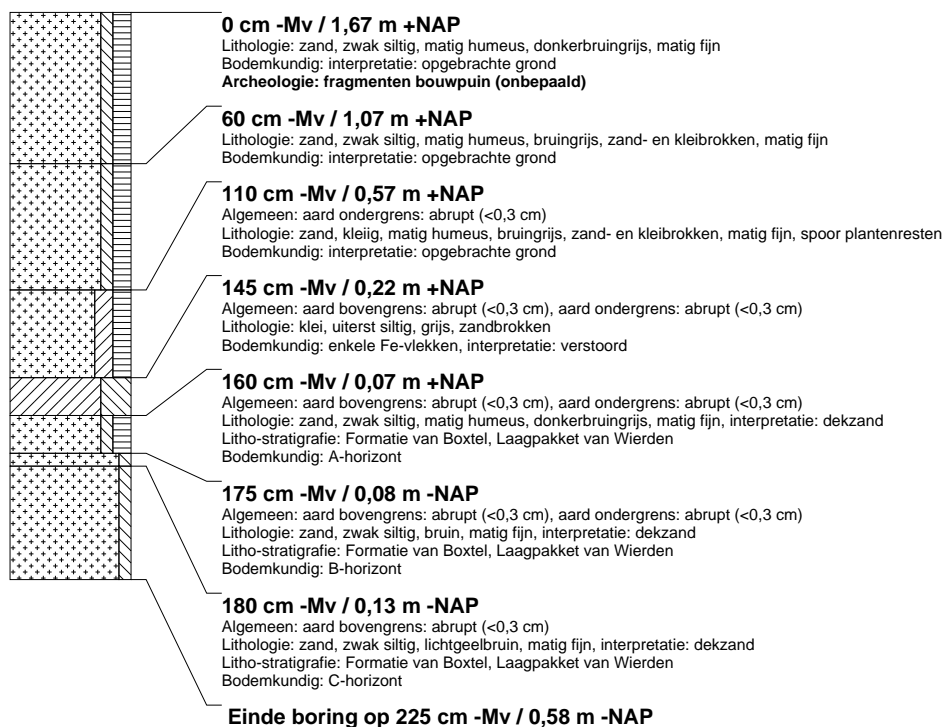 0 cm -Mv / 1,67 m +NAP
Lithologie: zand, zwak siltig, matig humeus, donkerbruingrijs, matig fijn
Bodemkundig: interpretatie: opgebrachte grond
Archeologie: fragmenten bouwpuin (onbepaald)
60 cm -Mv / 1,07 m +NAP
Lithologie: zand, zwak siltig, matig humeus, bruingrijs, zand- en kleibrokken, matig fijn
Bodemkundig: interpretatie: opgebrachte grond
110 cm -Mv / 0,57 m +NAP
Algemeen: aard ondergrens: abrupt (<0,3 cm)
Lithologie: zand, kleiig, matig humeus, bruingrijs, zand- en kleibrokken, matig fijn, spoor plantenresten
Bodemkundig: interpretatie: opgebrachte grond
145 cm -Mv / 0,22 m +NAP
Algemeen: aard bovengrens: abrupt (<0,3 cm), aard ondergrens: abrupt (<0,3 cm)
Lithologie: klei, uiterst siltig, grijs, zandbrokken
Bodemkundig: enkele Fe-vlekken, interpretatie: verstoord
160 cm -Mv / 0,07 m +NAP
Algemeen: aard bovengrens: abrupt (<0,3 cm), aard ondergrens: abrupt (<0,3 cm)
Lithologie: zand, zwak siltig, matig humeus, donkerbruingrijs, matig fijn, interpretatie: dekzand
Litho-stratigrafie: Formatie van Boxtel, Laagpakket van Wierden
Bodemkundig: A-horizont
175 cm -Mv / 0,08 m -NAP
Algemeen: aard bovengrens: abrupt (<0,3 cm), aard ondergrens: abrupt (<0,3 cm)
Lithologie: zand, zwak siltig, bruin, matig fijn, interpretatie: dekzand
Litho-stratigrafie: Formatie van Boxtel, Laagpakket van Wierden
Bodemkundig: B-horizont
180 cm -Mv / 0,13 m -NAP
Algemeen: aard bovengrens: abrupt (<0,3 cm)
Lithologie: zand, zwak siltig, lichtgeelbruin, matig fijn, interpretatie: dekzand
Litho-stratigrafie: Formatie van Boxtel, Laagpakket van Wierden
Bodemkundig: C-horizont
Einde boring op 225 cm -Mv / 0,58 m -NAP